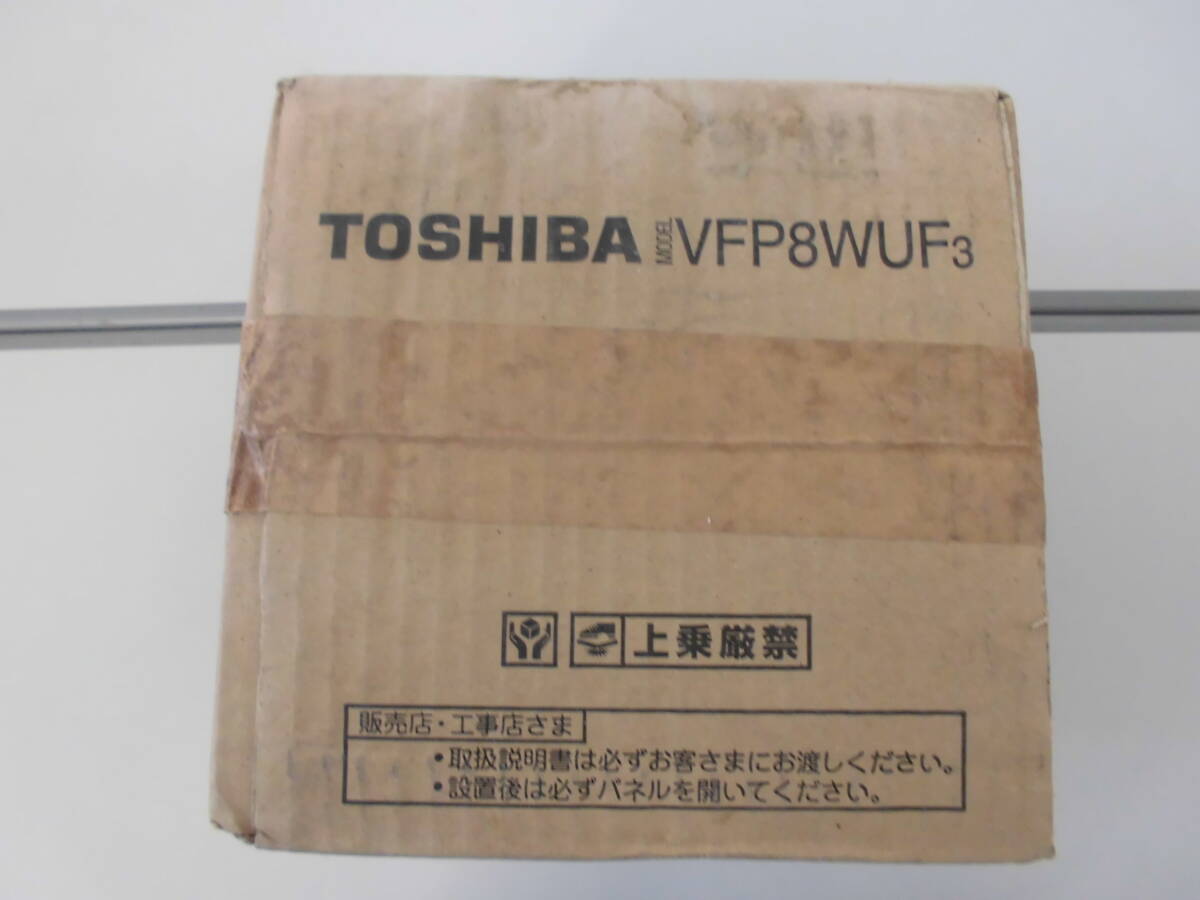 TOSHIBA MODEL VFP8WUF3
上乗厳禁
販売店・工事店さま
・取扱説明書は必ずお客さまにお渡しください。
・設置後は必ずパネルを開いてください。